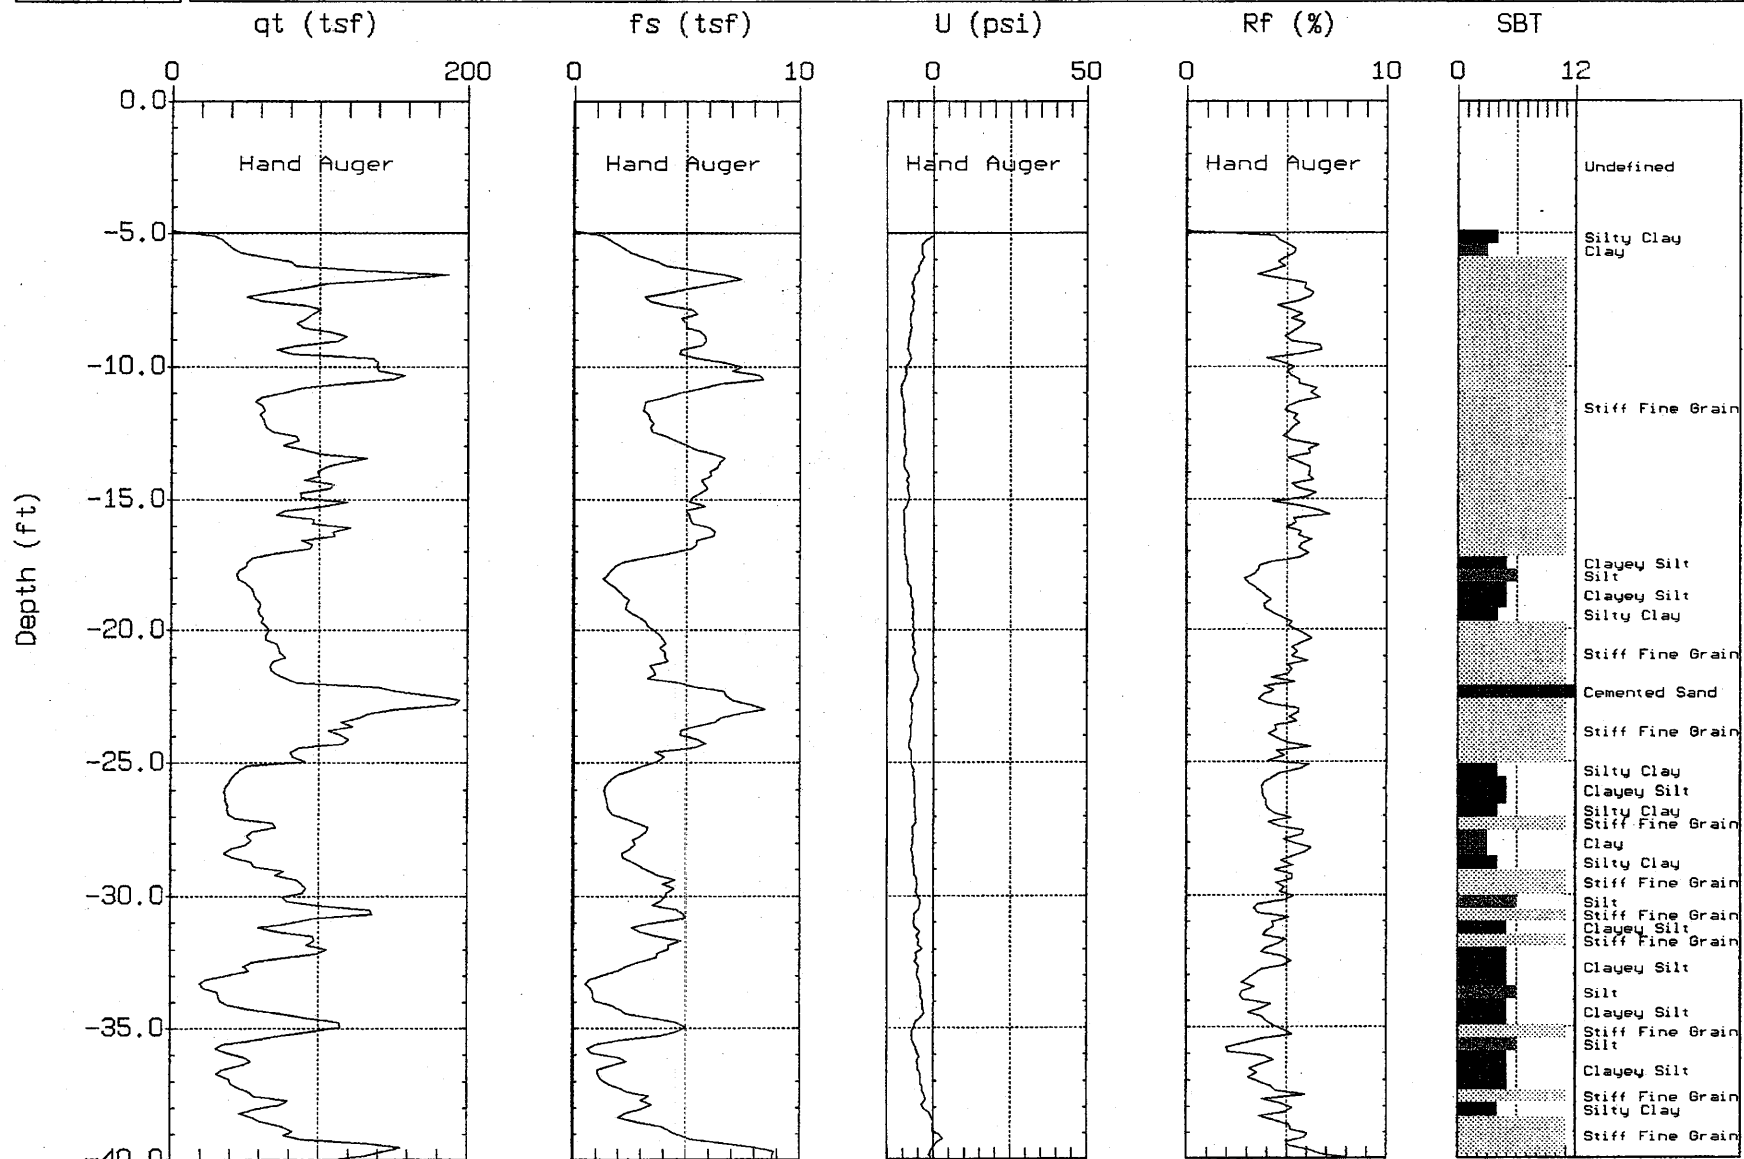 qt (tsf) fs (tsf) U (psi) Rf (%) SBT
0 200 0 10 0 50 0 10 0 12
0.0
Hand Auger Hand Auger Hand Auger Hand Auger Undefined
-5.0
Silty Clay
Clay
-10.0
Stiff Fine Grain
-15.0
Depth (ft)
Clayey Silt
Silt
Clayey Silt
Silty Clay
-20.0
Stiff Fine Grain
Cemented Sand
Stiff Fine Grain
-25.0
Silty Clay
Clayey Silt
Silty Clay
Stiff Fine Grain
Clay
Silty Clay
Stiff Fine Grain
-30.0
Silt
Stiff Fine Grain
Clayey Silt
Stiff Fine Grain
Clayey Silt
Silt
Clayey Silt
-35.0
Stiff Fine Grain
Silt
Clayey Silt
Stiff Fine Grain
Silty Clay
Stiff Fine Grain
-40.0